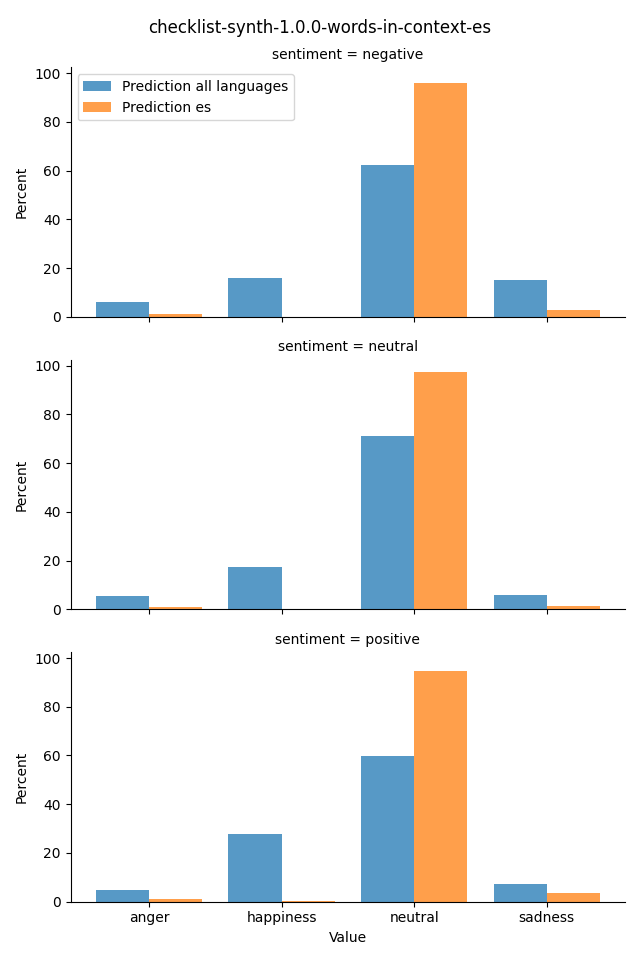 checklist-synth-1.0.0-words-in-context-es
sentiment = negative
100
80
60
40
20
0
Percent
Prediction all languages
Prediction es
sentiment = neutral
100
80
60
40
20
0
Percent
sentiment = positive
100
80
60
40
20
0
Percent
anger happiness neutral sadness
Value